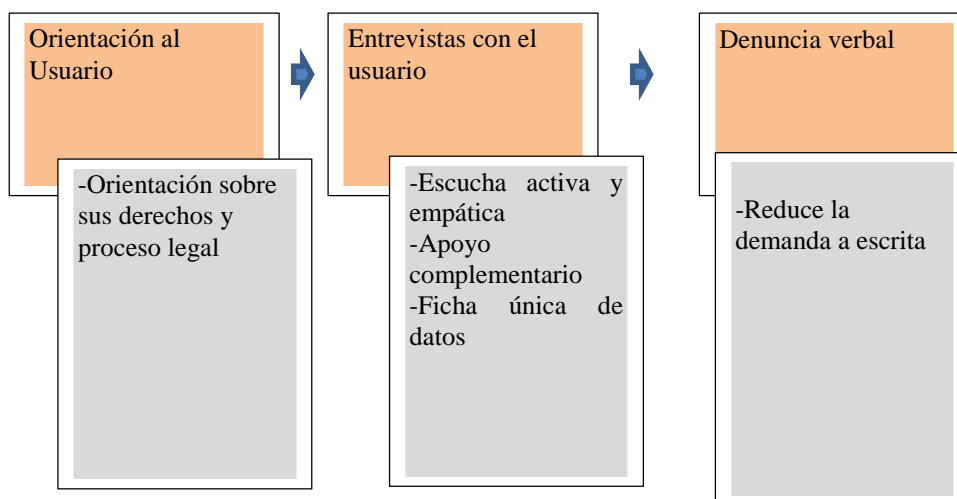 Orientación al
Usuario
-Orientación sobre
sus derechos y
proceso legal
Entrevistas con el
usuario
-Escucha activa y
empática
-Apoyo
complementario
-Ficha única de
datos
Denuncia verbal
-Reduce la
demanda a escrita